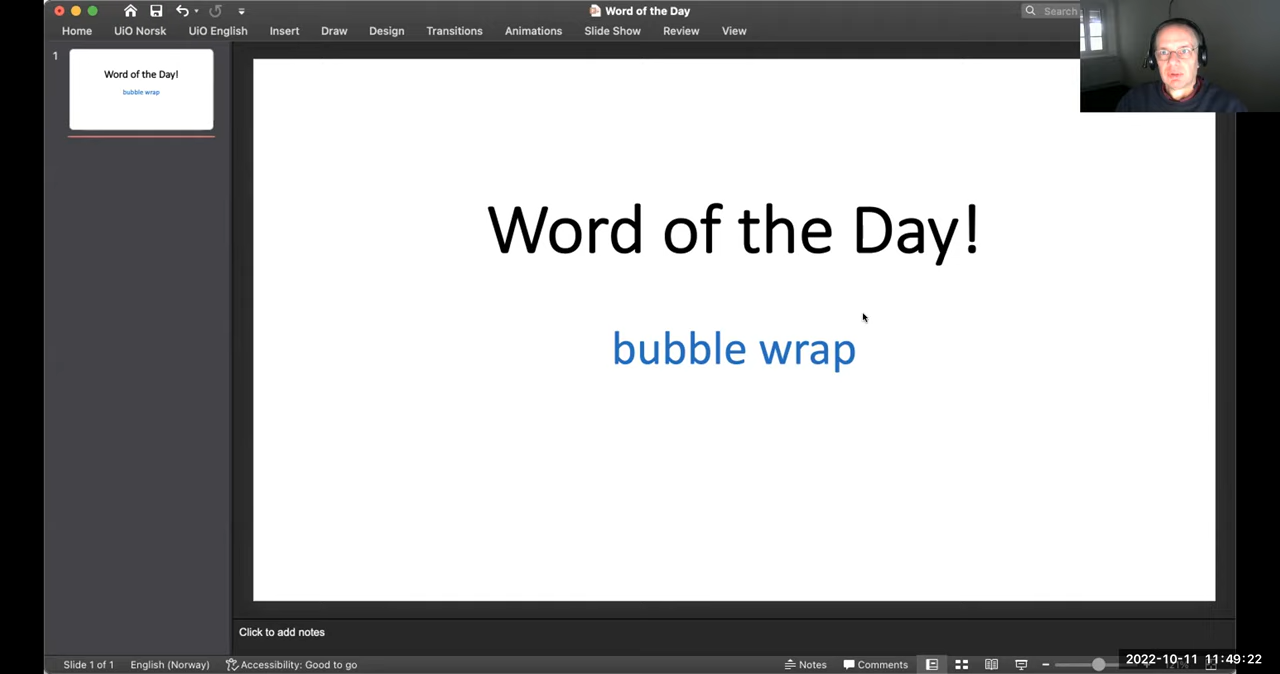 Word of the Day
Search
Home UiO Norsk UiO English Insert Draw Design Transitions Animations Slide Show Review View
1
Word of the Day!
bubble wrap
Word of the Day!
bubble wrap
Click to add notes
Slide 1 of 1 English (Norway) Accessibility: Good to go Notes Comments
2022-10-11 11:49:22